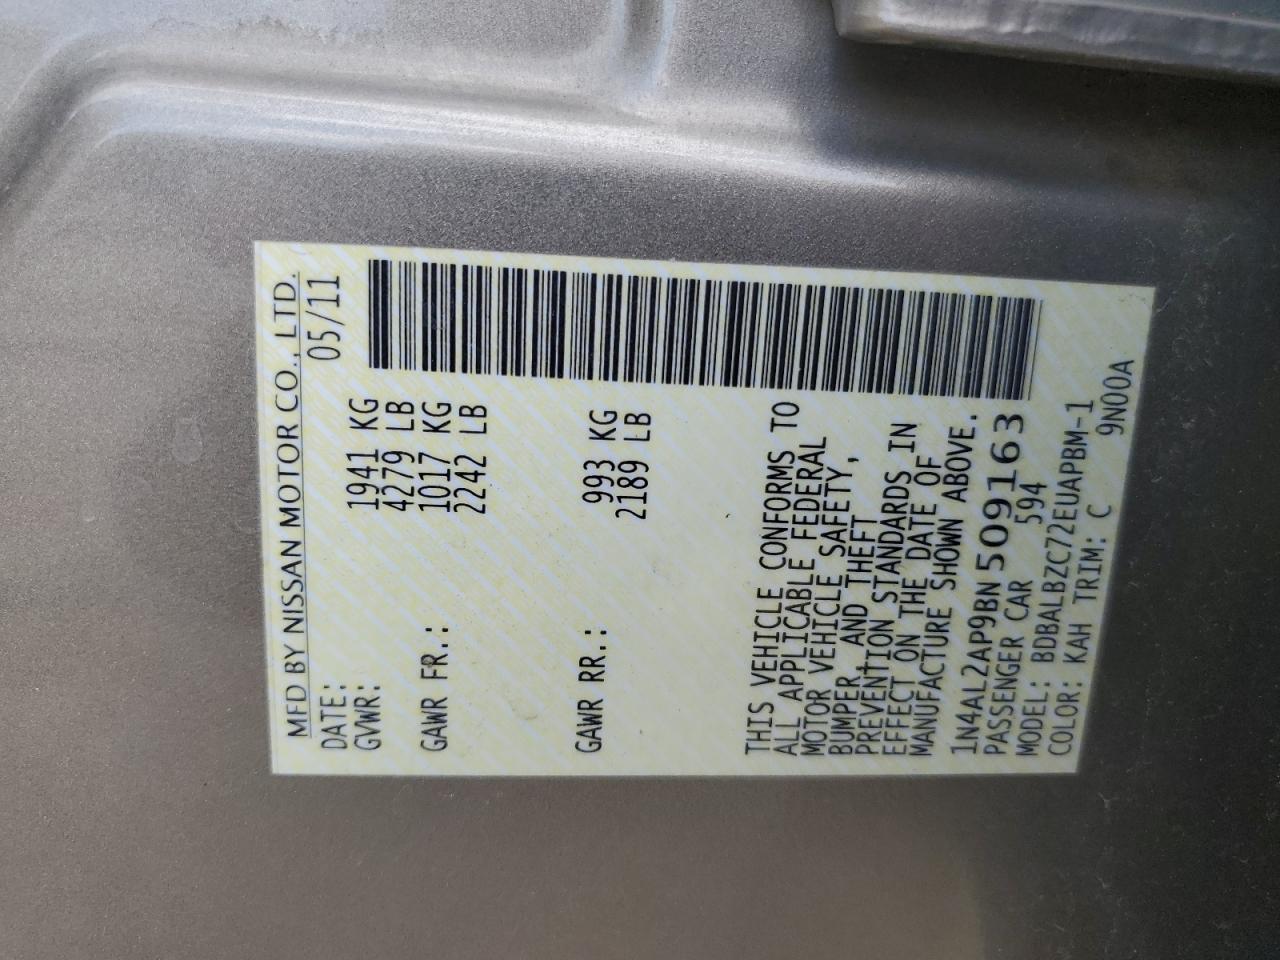 MFD BY NISSAN MOTOR CO., LTD.
DATE: 05/11
GVWR: 1941 KG
4279 LB
GAWR FR.: 1017 KG
2242 LB
GAWR RR.: 993 KG
2189 LB
THIS VEHICLE CONFORMS TO
ALL APPLICABLE FEDERAL
MOTOR VEHICLE SAFETY,
BUMPER, AND THEFT
PREVENTION STANDARDS IN
EFFECT ON THE DATE OF
MANUFACTURE SHOWN ABOVE.
1N4AL2AP9BN 509163
PASSENGER CAR 594
MODEL: BDBALBZC72EUAPBM-1
COLOR: KAH TRIM: C 9N00A